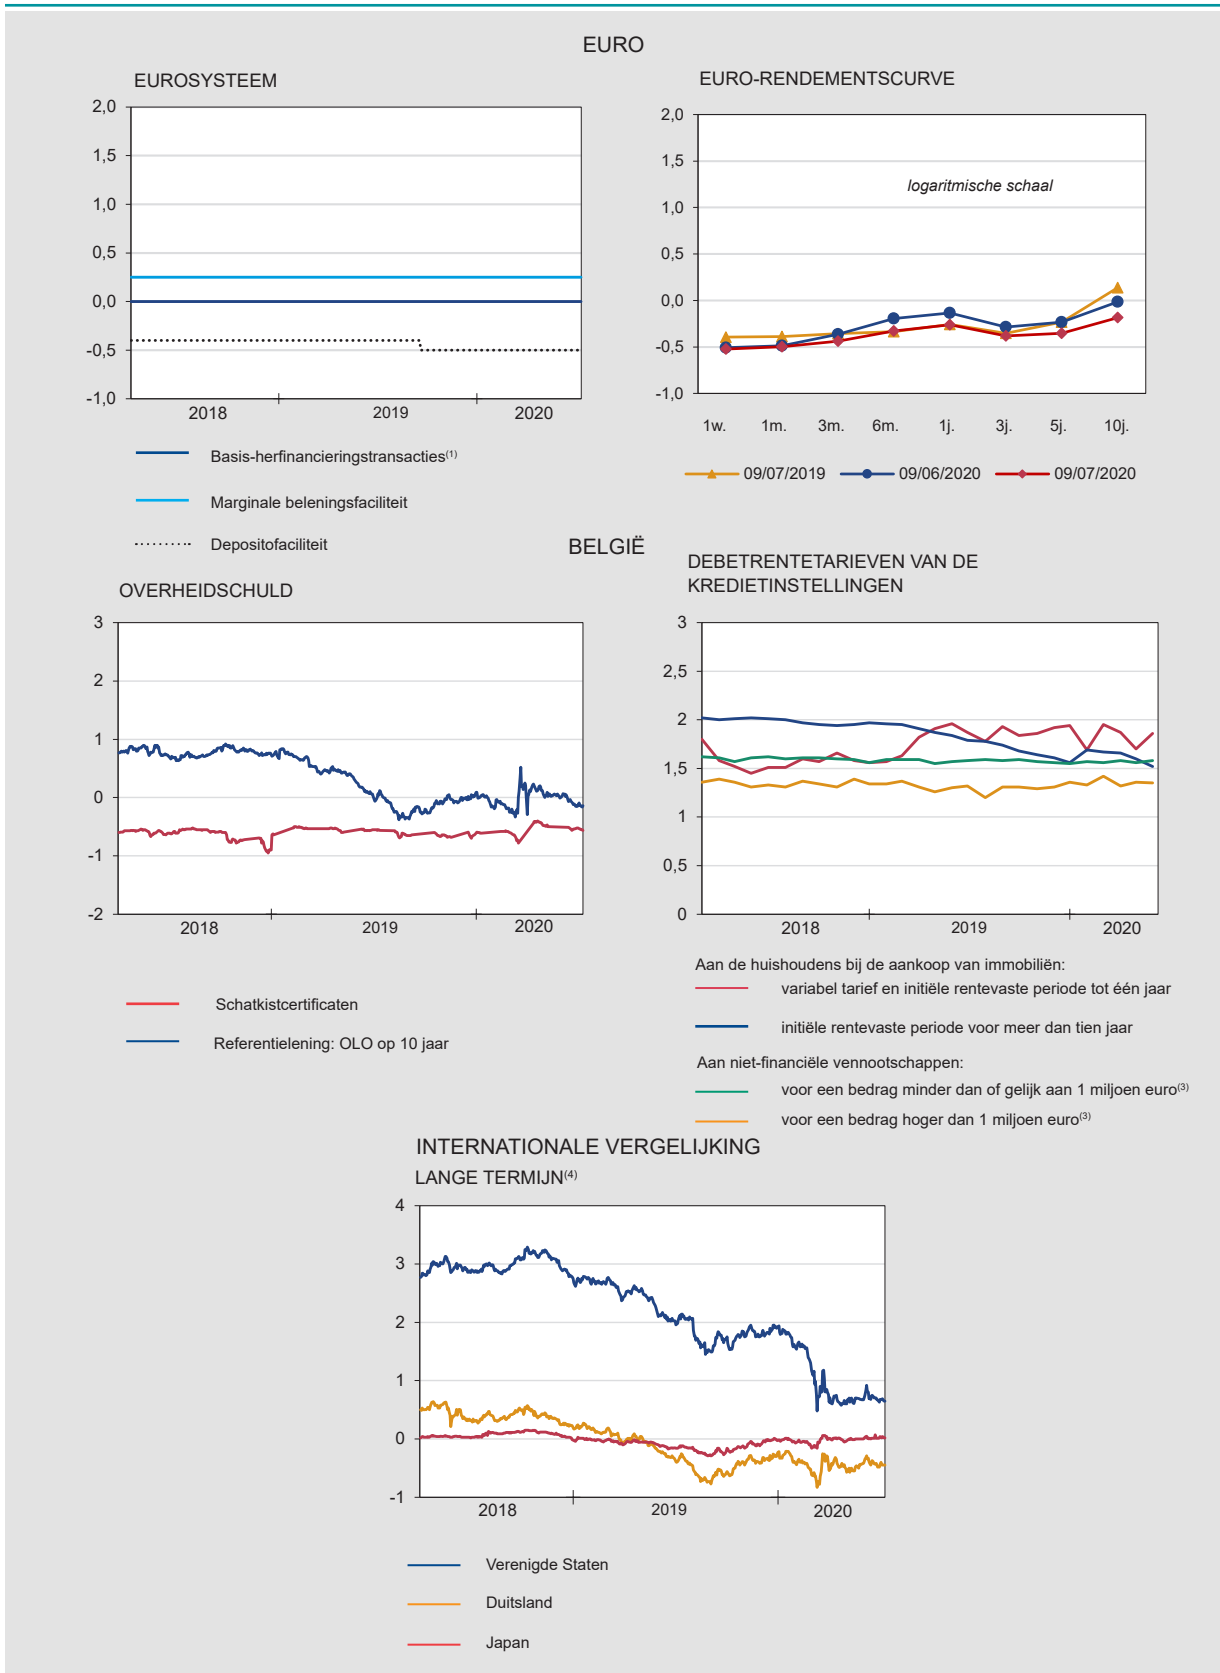 EURO
EUROSYSTEEM
2,0
1,5
1,0
0,5
0,0
-0,5
-1,0
2018 2019 2020
Basis-herfinancieringstransacties(1)
Marginale beleningsfaciliteit
Depositofaciliteit
EURO-RENDEMENTSCURVE
2,0
1,5
1,0
0,5
0,0
-0,5
-1,0
logaritmische schaal
1w. 1m. 3m. 6m. 1j. 3j. 5j. 10j.
09/07/2019 09/06/2020 09/07/2020
BELGIË
OVERHEIDSCHULD
3
2
1
0
-1
-2
2018 2019 2020
Schatkistcertificaten
Referentielening: OLO op 10 jaar
DEBETRENTETARIEVEN VAN DE
KREDIETINSTELLINGEN
3
2,5
2
1,5
1
0,5
0
2018 2019 2020
Aan de huishoudens bij de aankoop van immobiliën:
variabel tarief en initiële rentevaste periode tot één jaar
initiële rentevaste periode voor meer dan tien jaar
Aan niet-financiële vennootschappen:
voor een bedrag minder dan of gelijk aan 1 miljoen euro(3)
voor een bedrag hoger dan 1 miljoen euro(3)
INTERNATIONALE VERGELIJKING
LANGE TERMIJN(4)
4
3
2
1
0
-1
2018 2019 2020
Verenigde Staten
Duitsland
Japan